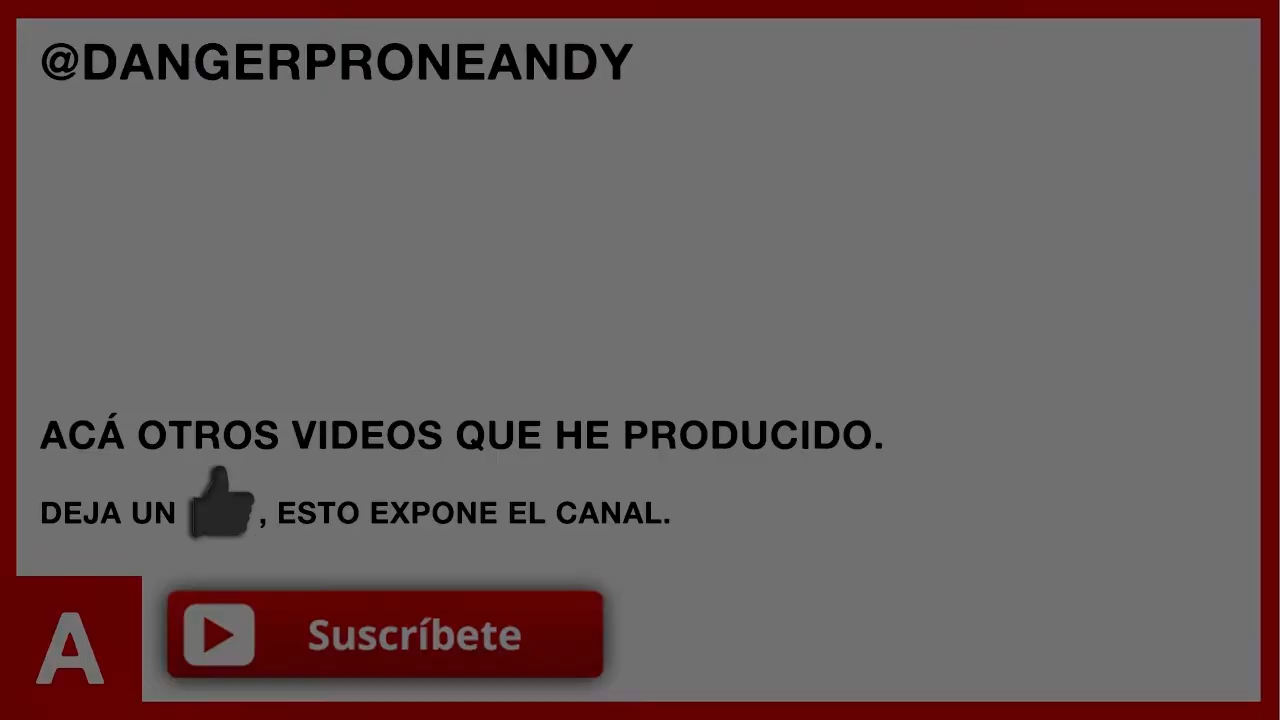 @DANGERPRONEANDY
ACÁ OTROS VIDEOS QUE HE PRODUCIDO.
DEJA UN , ESTO EXPONE EL CANAL.
A
Suscríbete